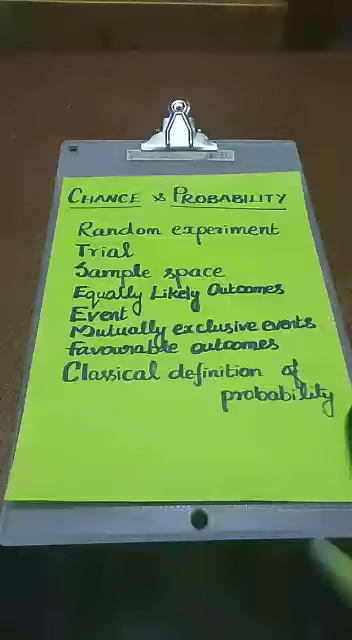 CHANCE & PROBABILITY
Random experiment
Trial
Sample space
Equally Likely Outcomes
Event
Mutually exclusive events
favourable outcomes
Classical definition of
probability